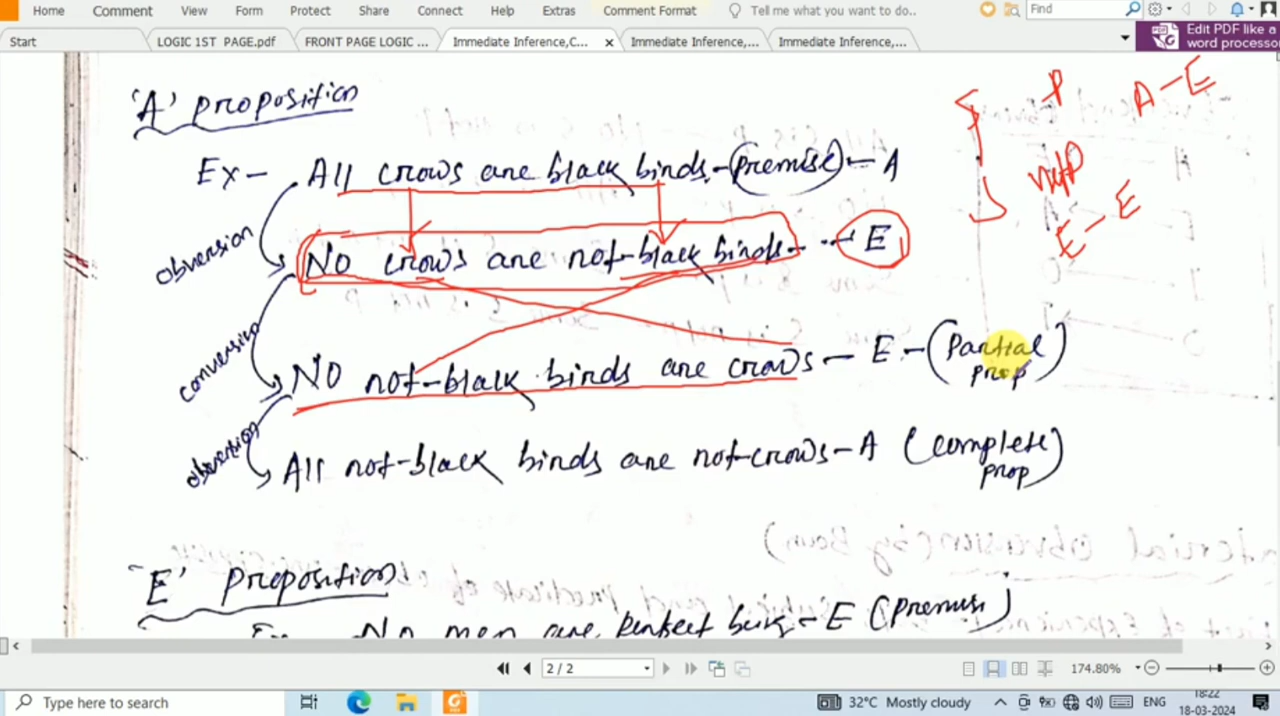 Home Comment View Form Protect Share Connect Help Extras Comment Format Tell me what you want to do.. Find
Start LOGIC 1ST PAGE.pdf FRONT PAGE LOGIC ... Immediate Inference,C... × Immediate Inference,... Immediate Inference,... Edit PDF like a
word processor
'A' proposition
P A-E
Ex- All crows are black birds.-(Premise)-A
E-E
obversion
No crows are not-black birds- -E
conversion
No not-black birds are crows - E-(Partial
prop)
obversion
All not-black birds are not-crows-A (complete
prop)
'E' Proposition
Ex. No men are perfect being-E (Premise)
2 / 2 174.80%
Type here to search 32°C Mostly cloudy 18:22
18-03-2024